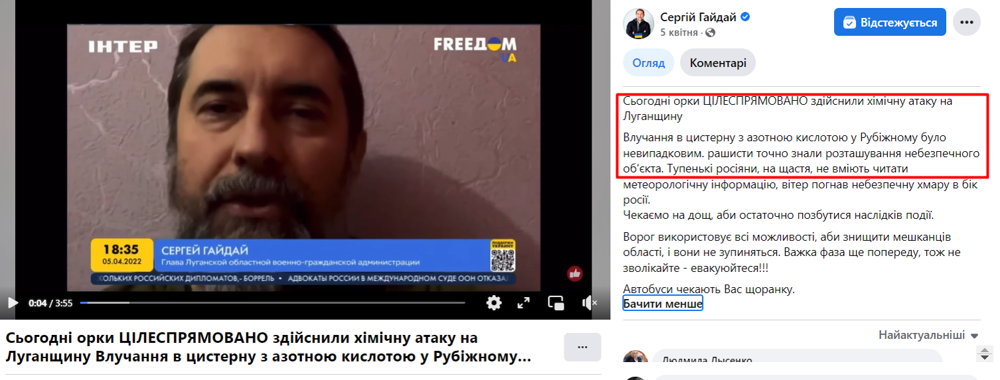 ІНТЕР
FREEДОМ
UA
18:35
05.04.2022
СЕРГЕЙ ГАЙДАЙ
Глава Луганской областной военно-гражданской администрации
ПОДДЕРЖИ
УКРАИНУ
КОЛЬКИХ РОССИЙСКИХ ДИПЛОМАТОВ,- БОРРЕЛЬ • АДВОКАТЫ РОССИИ В МЕЖДУНАРОДНОМ СУДЕ ООН ОТКАЗА
0:04 / 3:55
Сьогодні орки ЦІЛЕСПРЯМОВАНО здійснили хімічну атаку на
Луганщину Влучання в цистерну з азотною кислотою у Рубіжному...
Сергій Гайдай
5 квітня ·
Відстежується
Огляд
Коментарі
Сьогодні орки ЦІЛЕСПРЯМОВАНО здійснили хімічну атаку на
Луганщину
Влучання в цистерну з азотною кислотою у Рубіжному було
невипадковим. рашисти точно знали розташування небезпечного
об‘єкта. Тупенькі росіяни, на щастя, не вміють читати
метеорологічну інформацію, вітер погнав небезпечну хмару в бік
росії.
Чекаємо на дощ, аби остаточно позбутися наслідків події.
Ворог використовує всі можливості, аби знищити мешканців
області, і вони не зупиняться. Важка фаза ще попереду, тож не
зволікайте - евакуюйтеся!!!
Автобуси чекають Вас щоранку.
Бачити менше
Найактуальніші
Людмила Лысенко